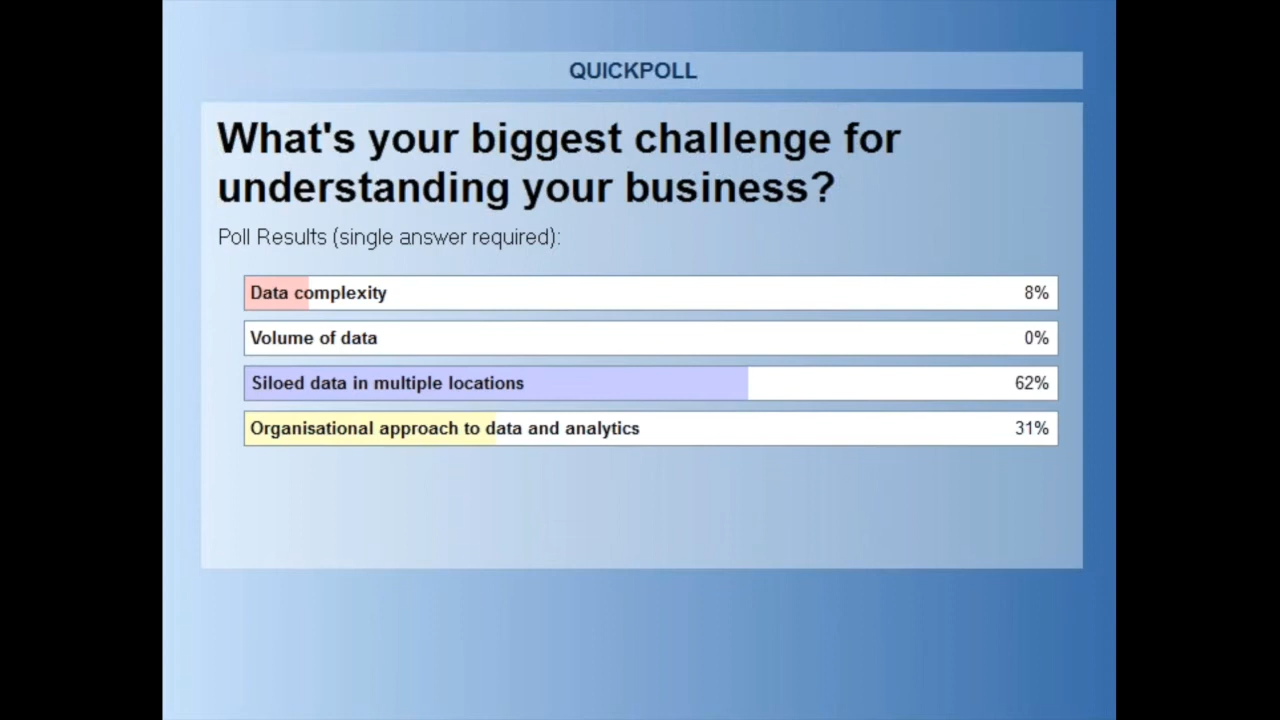 QUICKPOLL
What's your biggest challenge for
understanding your business?
Poll Results (single answer required):
Data complexity 8%
Volume of data 0%
Siloed data in multiple locations 62%
Organisational approach to data and analytics 31%